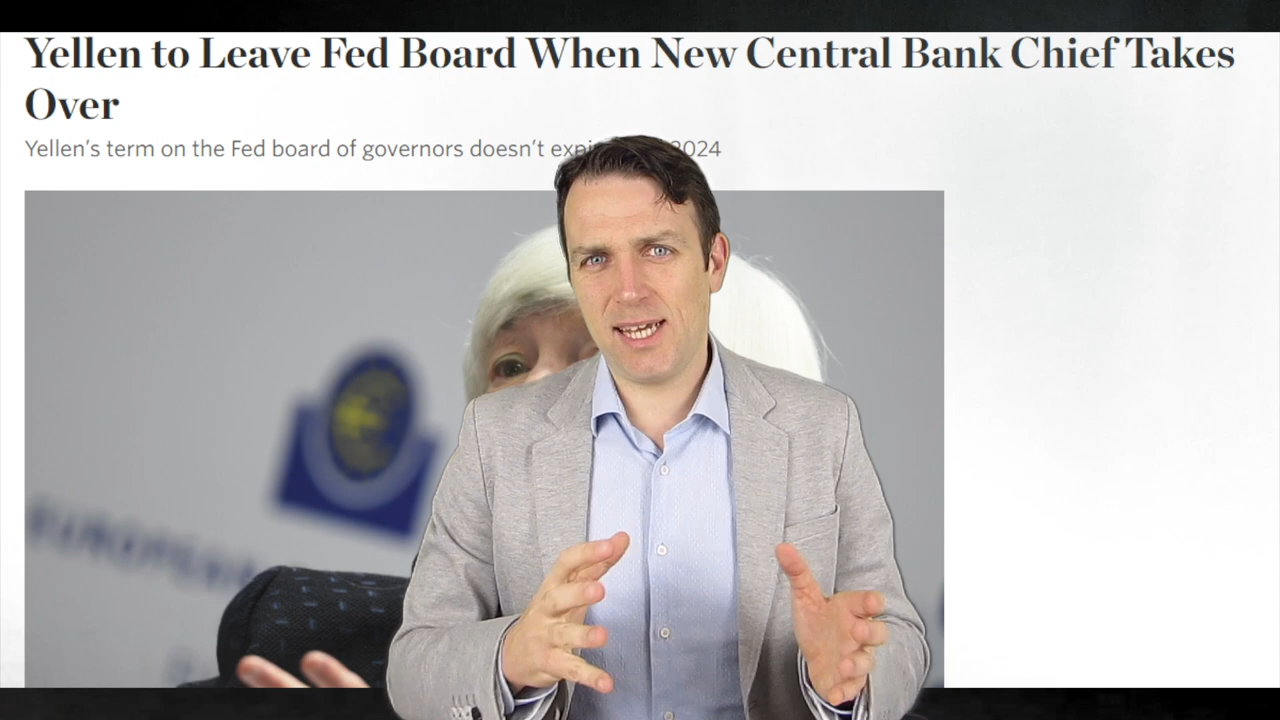 Yellen to Leave Fed Board When New Central Bank Chief Takes
Over
Yellen's term on the Fed board of governors doesn't 2024
EUROPEAN